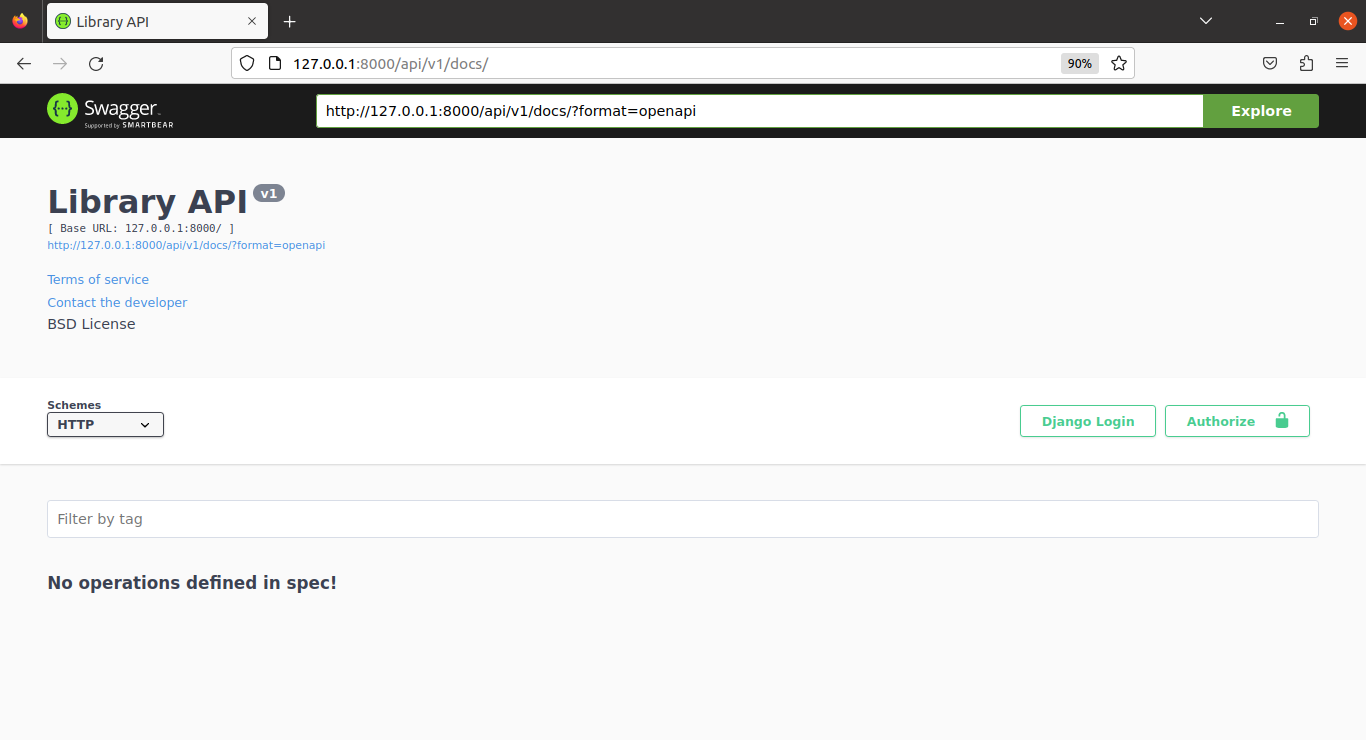 Library API
127.0.0.1:8000/api/v1/docs/
90%
Swagger
Supported by SMARTBEAR
http://127.0.0.1:8000/api/v1/docs/?format=openapi
Explore
Library API v1
[ Base URL: 127.0.0.1:8000/ ]
http://127.0.0.1:8000/api/v1/docs/?format=openapi
Terms of service
Contact the developer
BSD License
Schemes
HTTP
Django Login
Authorize
Filter by tag
No operations defined in spec!